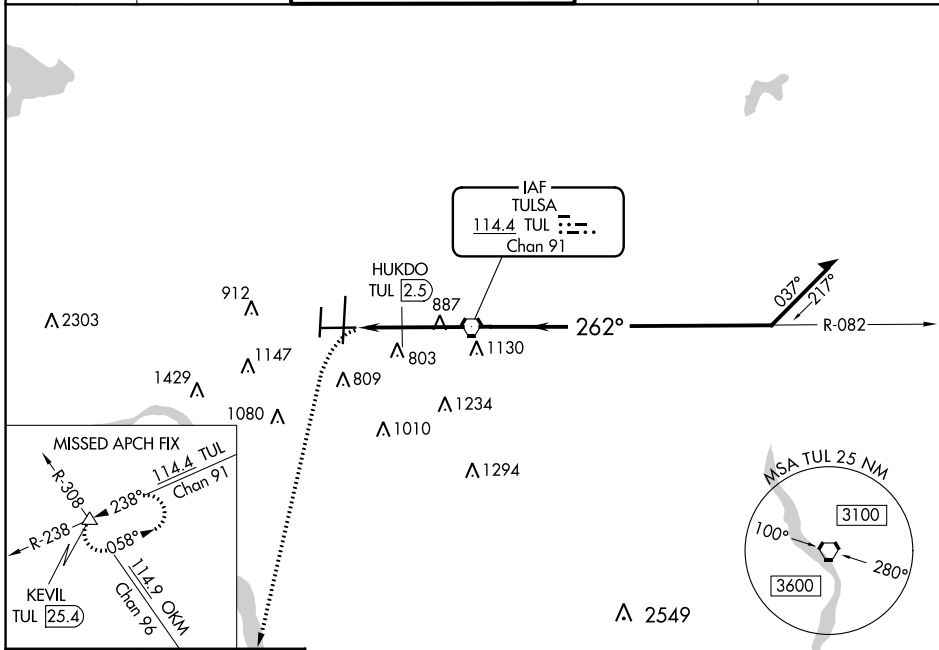 IAF
TULSA
114.4 TUL
Chan 91
HUKDO
TUL 2.5
037°
217°
912
887
2303
262°
R-082
1130
803
1147
809
1429
1234
1080
1010
MISSED APCH FIX
114.4 TUL
Chan 91
R-308
238°
R-238
058°
KEVIL
TUL 25.4
114.9 OKM
Chan 96
1294
MSA TUL 25 NM
3100
100°
280°
3600
2549